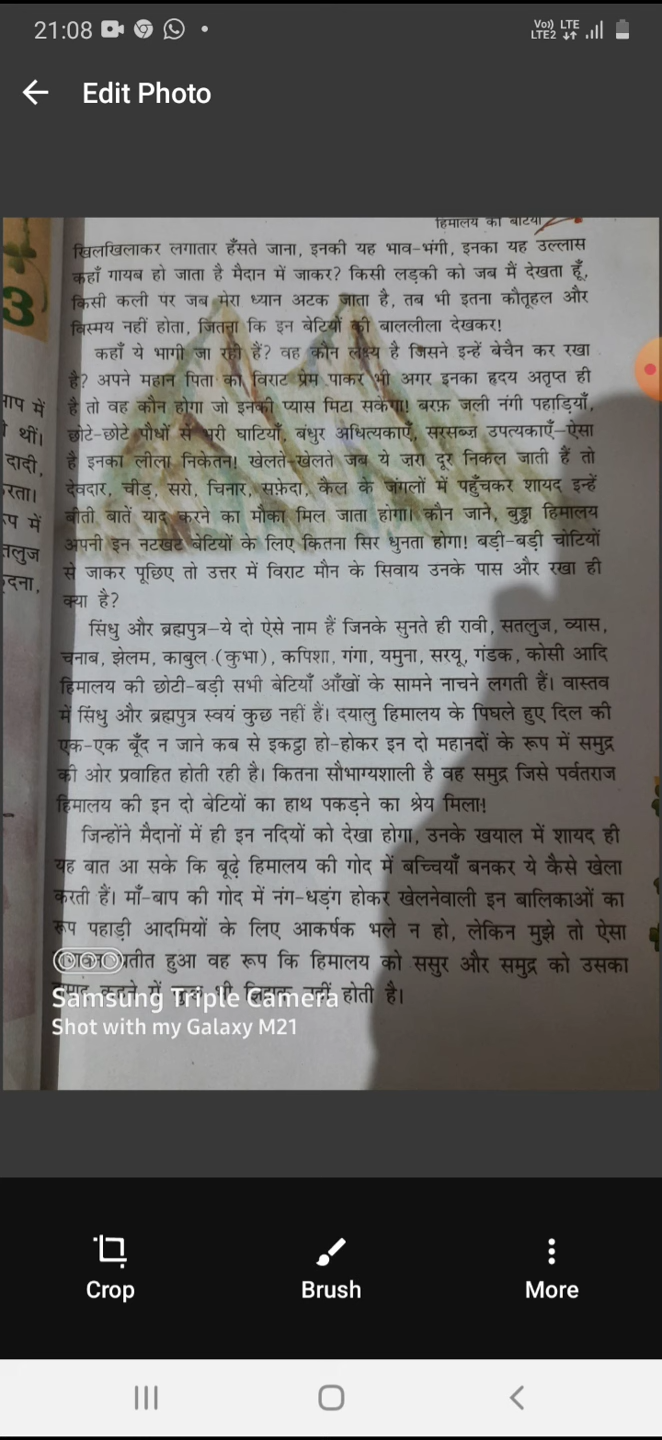 21:08
Vo)) LTE
LTE2
Edit Photo
हिमालय की बेटियाँ
खिलखिलाकर लगातार हँसते जाना, इनकी यह भाव-भंगी, इनका यह उल्लास
कहाँ गायब हो जाता है मैदान में जाकर? किसी लड़की को जब मैं देखता हूँ,
किसी कली पर जब मेरा ध्यान अटक जाता है, तब भी इतना कौतूहल और
विस्मय नहीं होता, जितना कि इन बेटियों की बाललीला देखकर!
कहाँ ये भागी जा रही हैं? वह कौन लक्ष्य है जिसने इन्हें बेचैन कर रखा
है? अपने महान पिता का विराट प्रेम पाकर भी अगर इनका हृदय अतृप्त ही
है तो वह कौन होगा जो इनकी प्यास मिटा सकेगा! बरफ़ जली नंगी पहाड़ियाँ,
छोटे-छोटे पौधों से भरी घाटियाँ, बंधुर अधित्यकाएँ, सरसब्ज उपत्यकाएँ-ऐसा
है इनका लीला निकेतन! खेलते-खेलते जब ये ज़रा दूर निकल जाती हैं तो
देवदार, चीड़, सरो, चिनार, सफ़ेदा, कैल के जंगलों में पहुँचकर शायद इन्हें
बीती बातें याद करने का मौका मिल जाता होगा। कौन जाने, बुड्ढा हिमालय
अपनी इन नटखट बेटियों के लिए कितना सिर धुनता होगा! बड़ी-बड़ी चोटियों
से जाकर पूछिए तो उत्तर में विराट मौन के सिवाय उनके पास और रखा ही
क्या है?
सिंधु और ब्रह्मपुत्र-ये दो ऐसे नाम हैं जिनके सुनते ही रावी, सतलुज, व्यास,
चनाब, झेलम, काबुल (कुभा), कपिशा, गंगा, यमुना, सरयू, गंडक, कोसी आदि
हिमालय की छोटी-बड़ी सभी बेटियाँ आँखों के सामने नाचने लगती हैं। वास्तव
में सिंधु और ब्रह्मपुत्र स्वयं कुछ नहीं हैं। दयालु हिमालय के पिघले हुए दिल की
एक-एक बूँद न जाने कब से इकट्ठा हो-होकर इन दो महानदों के रूप में समुद्र
की ओर प्रवाहित होती रही है। कितना सौभाग्यशाली है वह समुद्र जिसे पर्वतराज
हिमालय की इन दो बेटियों का हाथ पकड़ने का श्रेय मिला!
जिन्होंने मैदानों में ही इन नदियों को देखा होगा, उनके खयाल में शायद ही
यह बात आ सके कि बूढ़े हिमालय की गोद में बच्चियाँ बनकर ये कैसे खेला
करती हैं। माँ-बाप की गोद में नंग-धड़ंग होकर खेलनेवाली इन बालिकाओं का
रूप पहाड़ी आदमियों के लिए आकर्षक भले न हो, लेकिन मुझे तो ऐसा
हुआ वह रूप कि हिमालय को ससुर और समुद्र को उसका
कहने में कुछ भी झिझक नहीं होती है।
3
माप में
थीं।
दादी,
करता।
रूप में
तलुज
Samsung Triple Camera
Shot with my Galaxy M21
Crop
Brush
More